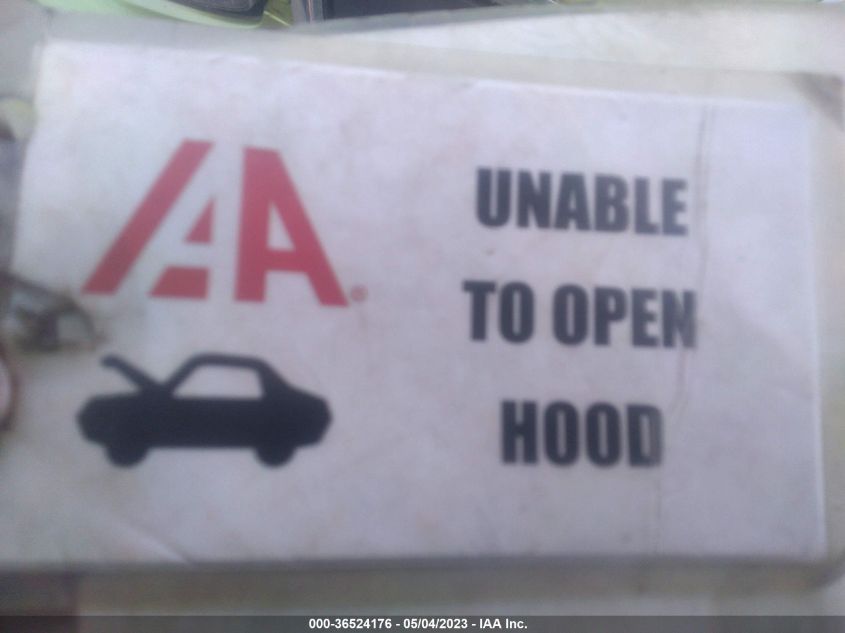 IAA®
UNABLE
TO OPEN
HOOD
000-36524176 - 05/04/2023 - IAA Inc.